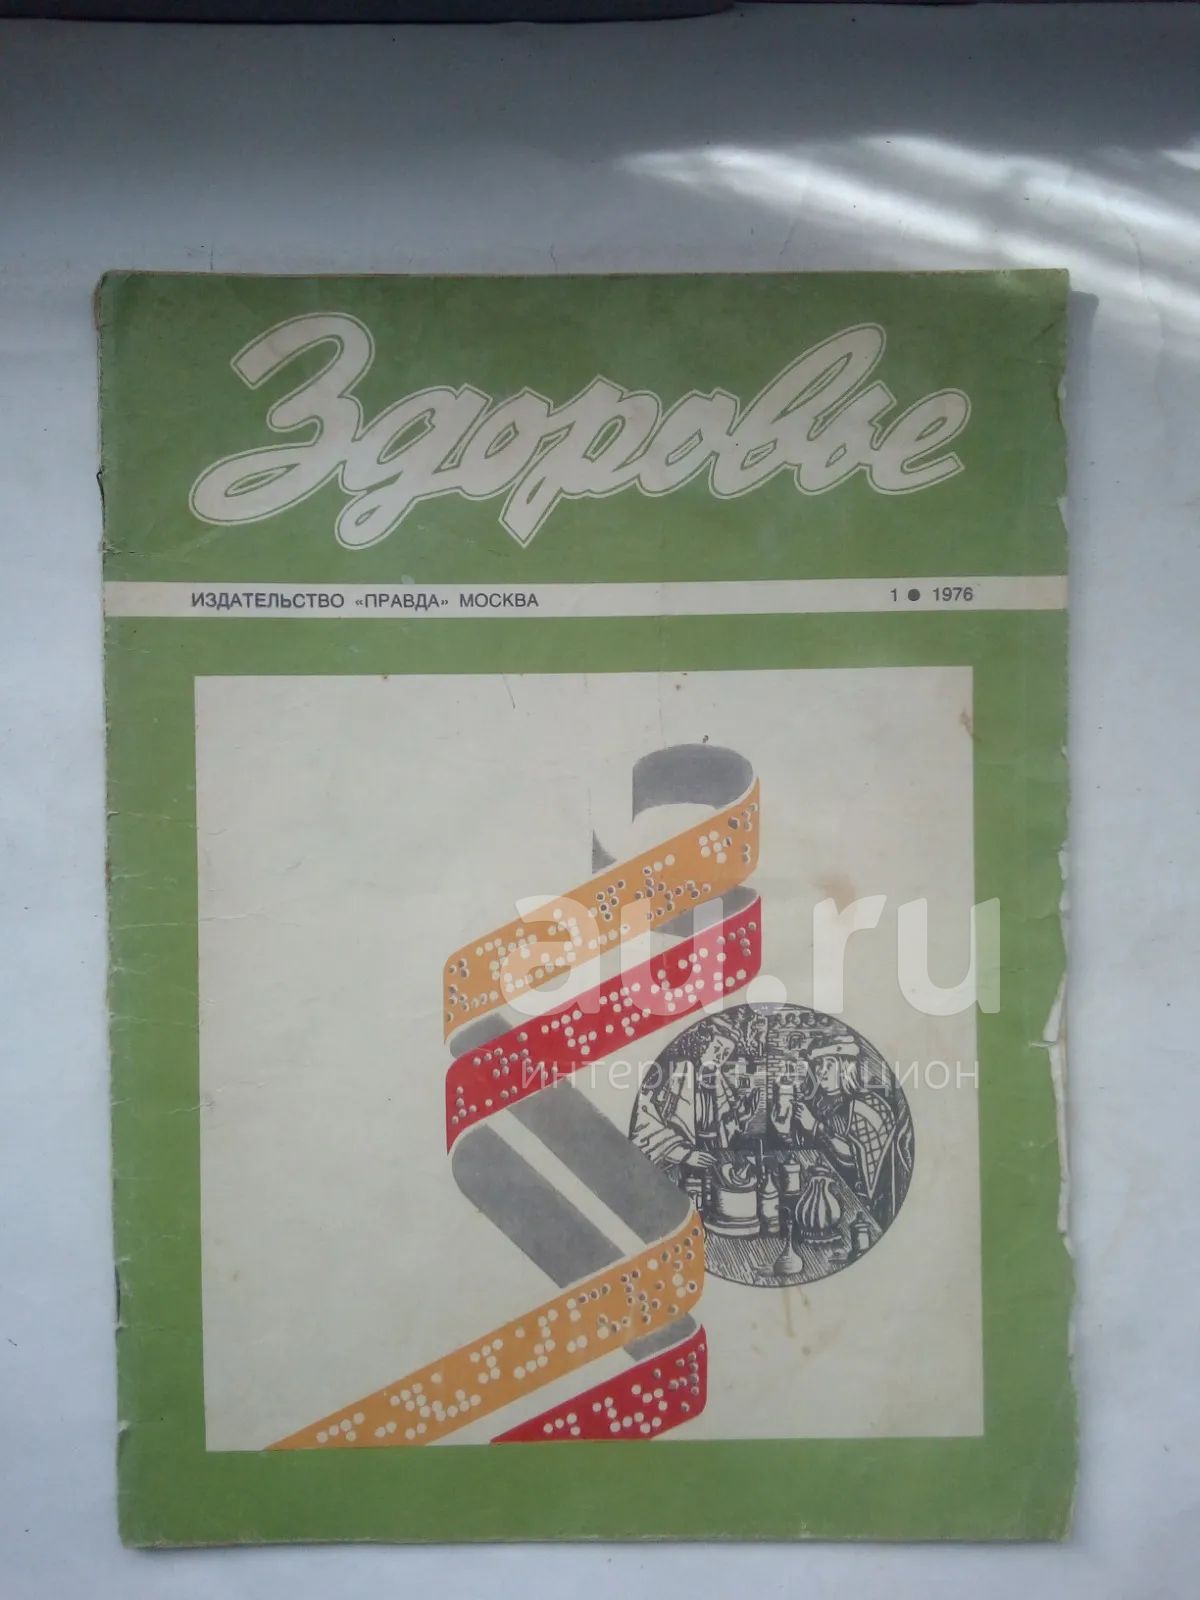 Здоровье
ИЗДАТЕЛЬСТВО «ПРАВДА» МОСКВА 1 ● 1976
au.ru
интернет-аукцион